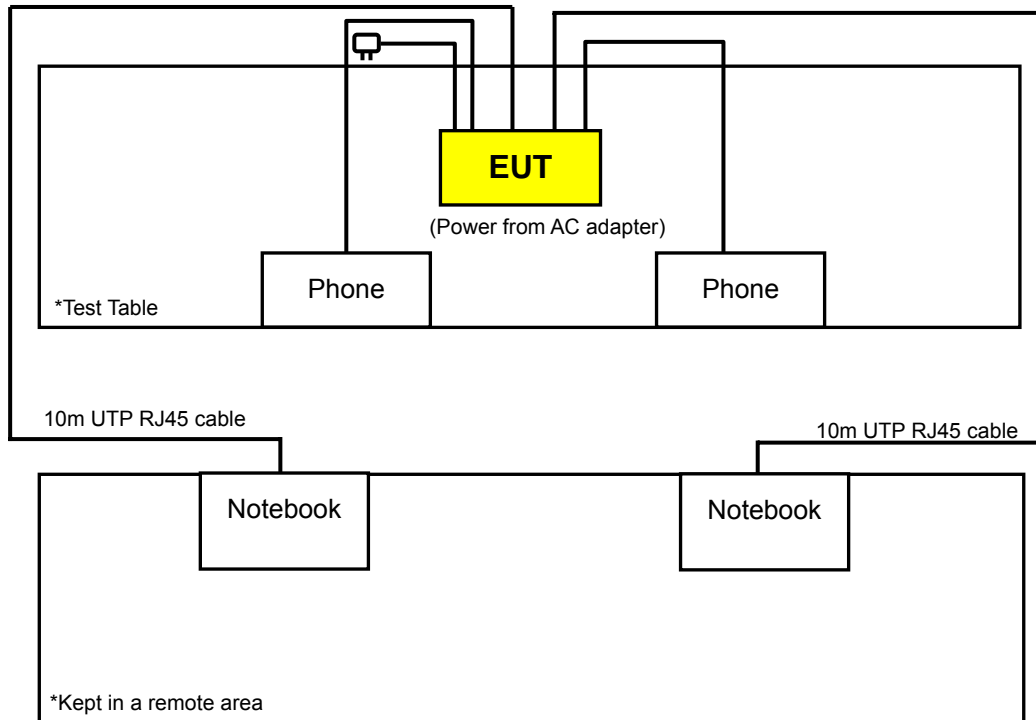 EUT
(Power from AC adapter)
Phone
Phone
*Test Table
10m UTP RJ45 cable
10m UTP RJ45 cable
Notebook
Notebook
*Kept in a remote area